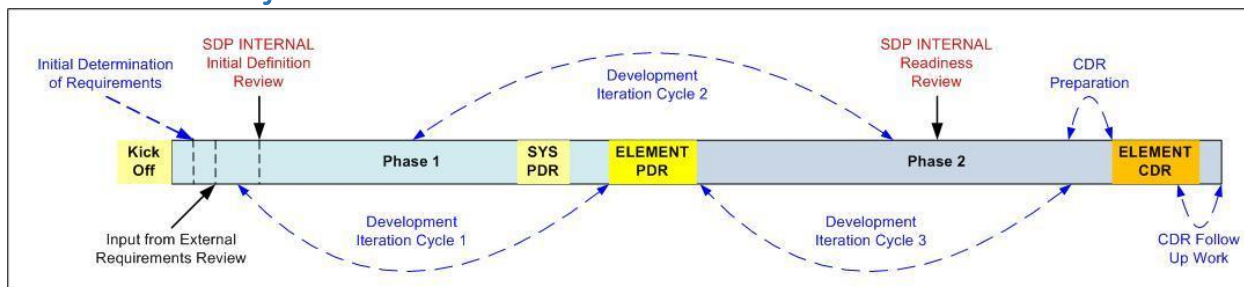 SDP INTERNAL
Initial Definition
Review
SDP INTERNAL
Readiness
Review
Initial Determination
of Requirements
Development
Iteration Cycle 2
CDR
Preparation
Kick
Off
Phase 1
SYS
PDR
ELEMENT
PDR
Phase 2
ELEMENT
CDR
Input from External
Requirements Review
Development
Iteration Cycle 1
Development
Iteration Cycle 3
CDR Follow
Up Work